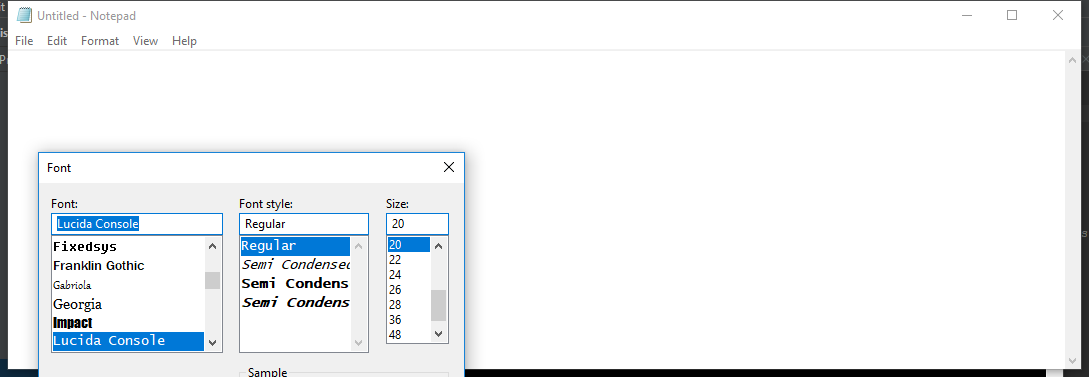 Untitled - Notepad
File Edit Format View Help
Font
Font: Font style: Size:
Lucida Console Regular 20
Fixedsys Regular 20
Franklin Gothic Semi Condensed 22
Gabriola Semi Condens 24
Georgia Semi Condens 26
Impact 28
Lucida Console 36
48
Sample